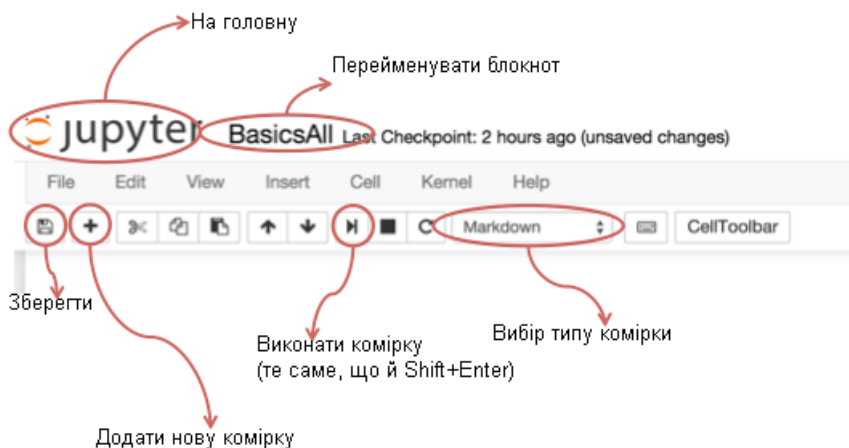 На головну
Перейменувати блокнот
jupyter BasicsAll Last Checkpoint: 2 hours ago (unsaved changes)
File Edit View Insert Cell Kernel Help
Markdown CellToolbar
Зберегти
Виконати комірку
(те саме, що й Shift+Enter)
Вибір типу комірки
Додати нову комірку